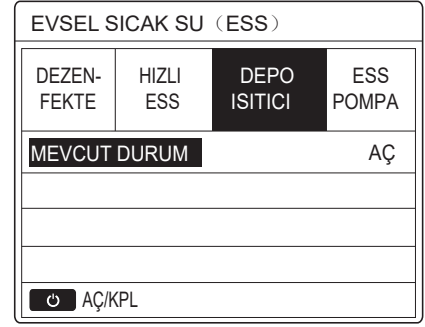 EVSEL SICAK SU（ESS）
DEZEN- HIZLI DEPO ESS
FEKTE ESS ISITICI POMPA
MEVCUT DURUM AÇ
AÇ/KPL